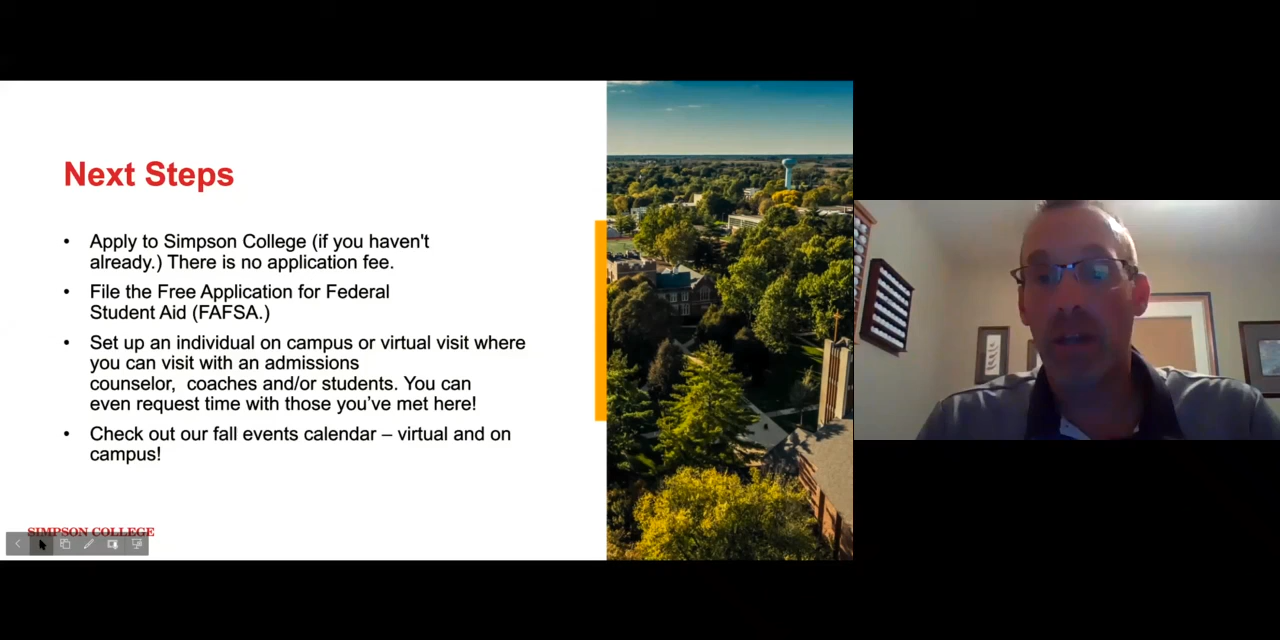 Next Steps
• Apply to Simpson College (if you haven't
already.) There is no application fee.
• File the Free Application for Federal
Student Aid (FAFSA.)
• Set up an individual on campus or virtual visit where
you can visit with an admissions
counselor, coaches and/or students. You can
even request time with those you’ve met here!
• Check out our fall events calendar – virtual and on
campus!
SIMPSON COLLEGE